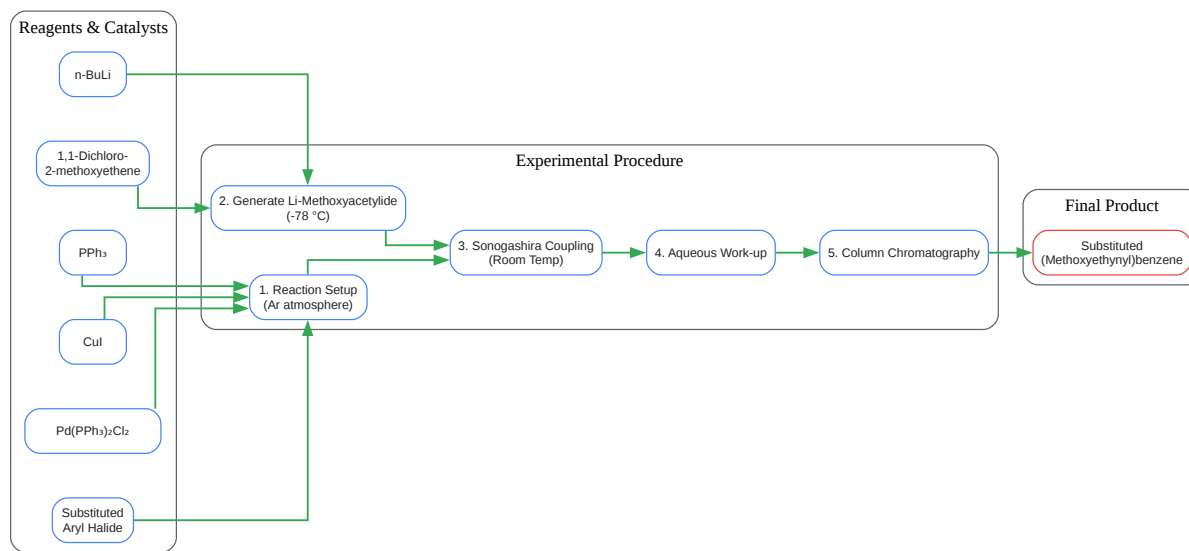 Reagents & Catalysts
n-BuLi
1,1-Dichloro-
2-methoxyethene
PPh₃
CuI
Pd(PPh₃)₂Cl₂
Substituted
Aryl Halide
Experimental Procedure
2. Generate Li-Methoxyacetylide
(-78 °C)
1. Reaction Setup
(Ar atmosphere)
3. Sonogashira Coupling
(Room Temp)
4. Aqueous Work-up
5. Column Chromatography
Final Product
Substituted
(Methoxyethynyl)benzene